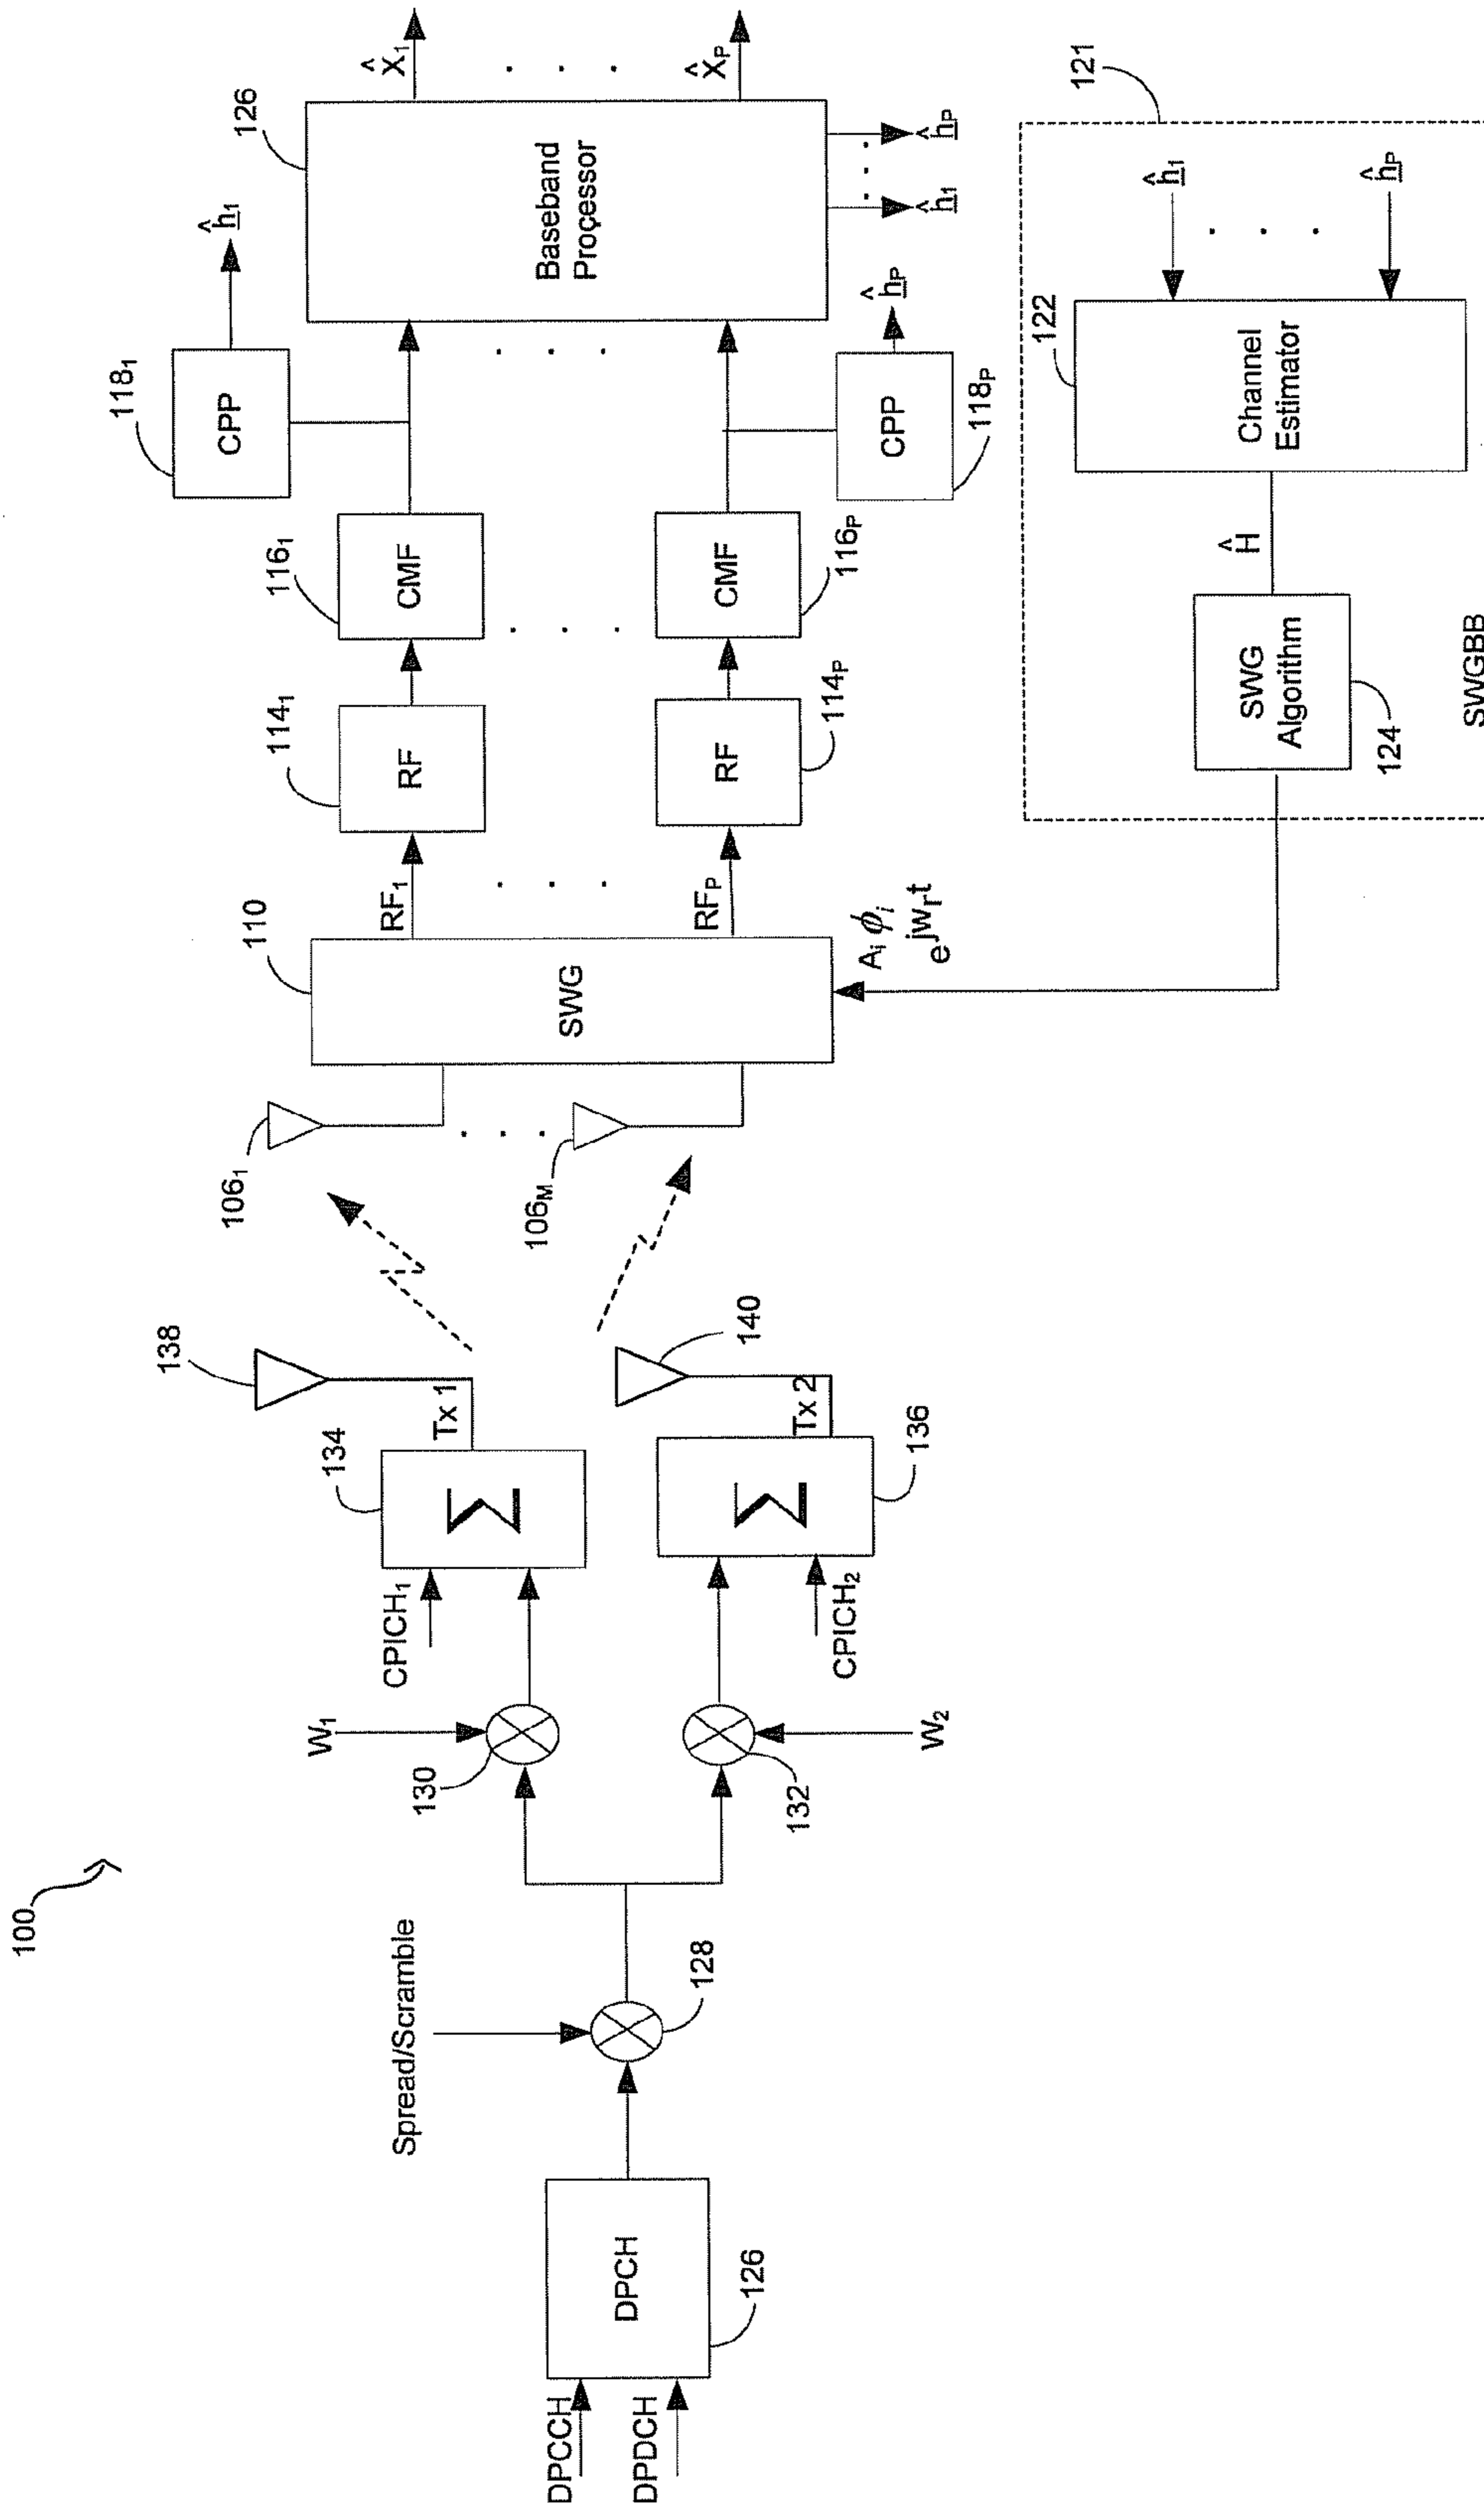 100
DPCCH
DPDCH
DPCH
126
Spread/Scramble
128
W₁
130
132
W₂
CPICH₁
134
Σ
Tx 1
138
CPICH₂
136
Σ
Tx 2
140
106₁
106M
110
SWG
RF₁
RFP
Aᵢ ϕᵢ
e^jwᵣt
114₁
RF
114P
RF
116₁
CMF
116P
CMF
118₁
CPP
ĥ₁
118P
CPP
ĥP
126
Baseband
Processor
X̂₁
X̂P
ĥ₁
ĥP
121
122
Channel
Estimator
ĥ₁
ĥP
Ĥ
SWG
Algorithm
124
SWGBB